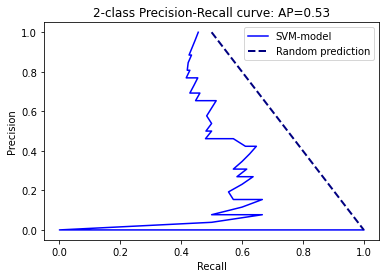 2-class Precision-Recall curve: AP=0.53
SVM-model
Random prediction
Precision
1.0
0.8
0.6
0.4
0.2
0.0
0.0 0.2 0.4 0.6 0.8 1.0
Recall